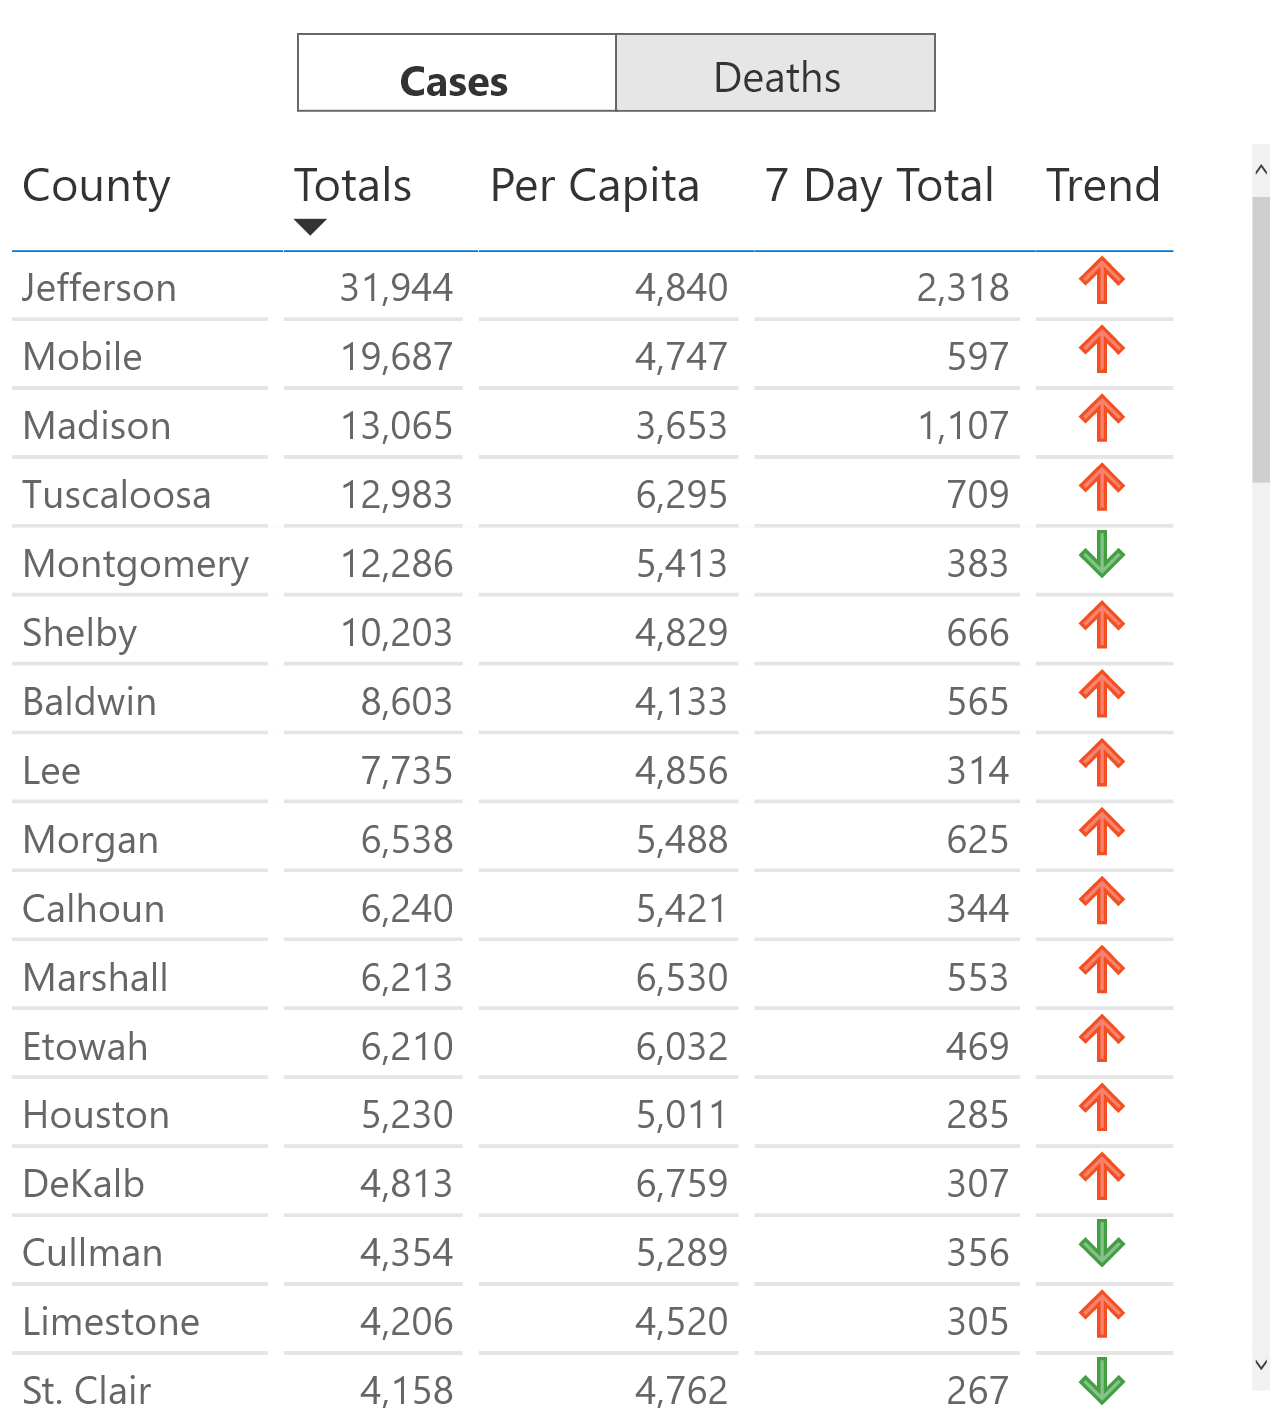 Cases Deaths
County Totals Per Capita 7 Day Total Trend
Jefferson 31,944 4,840 2,318
Mobile 19,687 4,747 597
Madison 13,065 3,653 1,107
Tuscaloosa 12,983 6,295 709
Montgomery 12,286 5,413 383
Shelby 10,203 4,829 666
Baldwin 8,603 4,133 565
Lee 7,735 4,856 314
Morgan 6,538 5,488 625
Calhoun 6,240 5,421 344
Marshall 6,213 6,530 553
Etowah 6,210 6,032 469
Houston 5,230 5,011 285
DeKalb 4,813 6,759 307
Cullman 4,354 5,289 356
Limestone 4,206 4,520 305
St. Clair 4,158 4,762 267